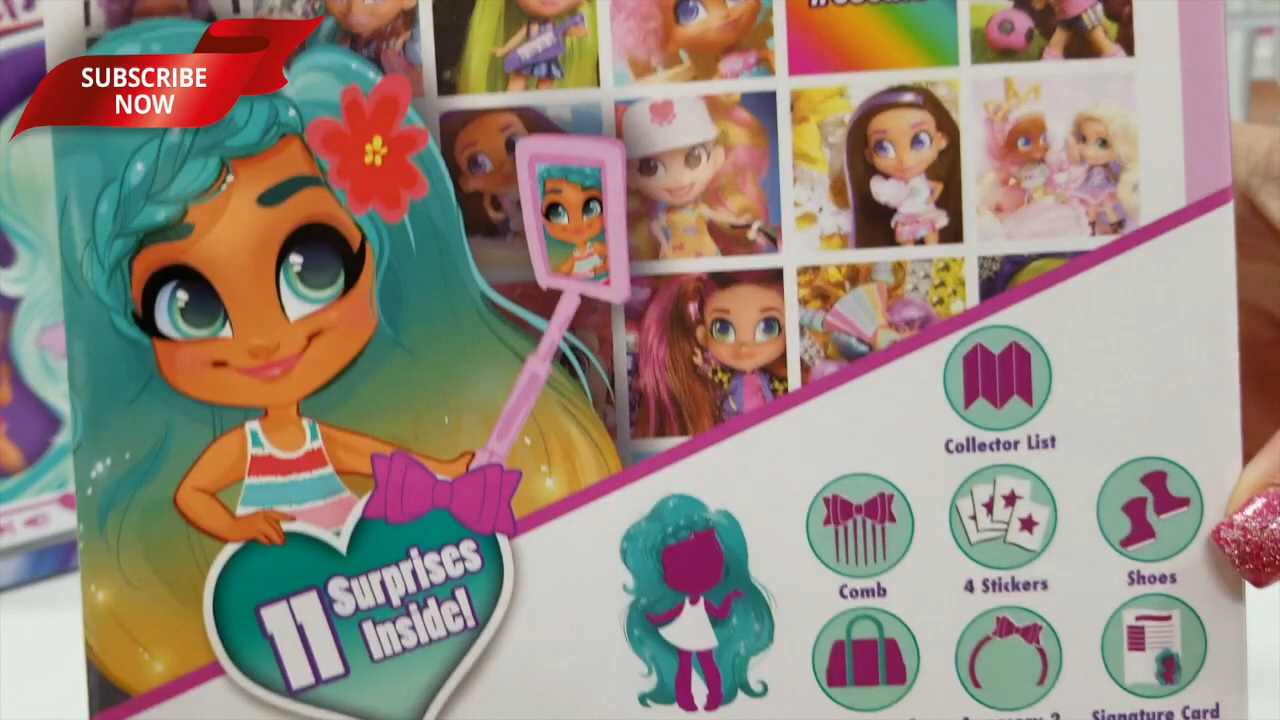 SUBSCRIBE
NOW
Collector List
Comb
4 Stickers
Shoes
11 Surprises
Inside!
Signature Card